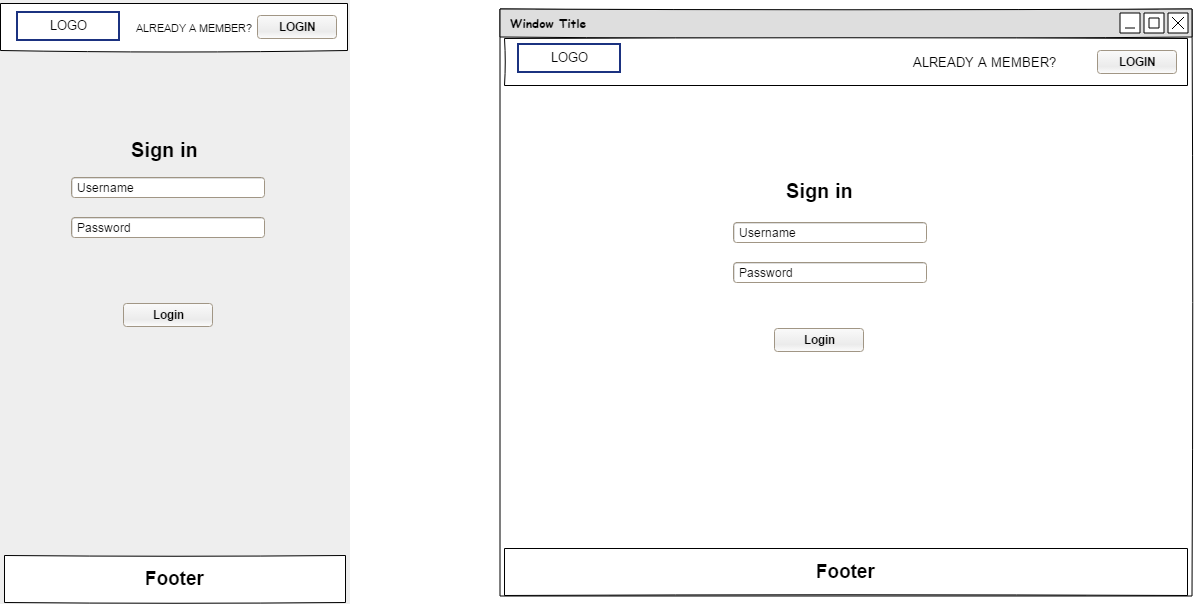 LOGO
ALREADY A MEMBER?
LOGIN
Sign in
Username
Password
Login
Footer
Window Title
LOGO
ALREADY A MEMBER?
LOGIN
Sign in
Username
Password
Login
Footer